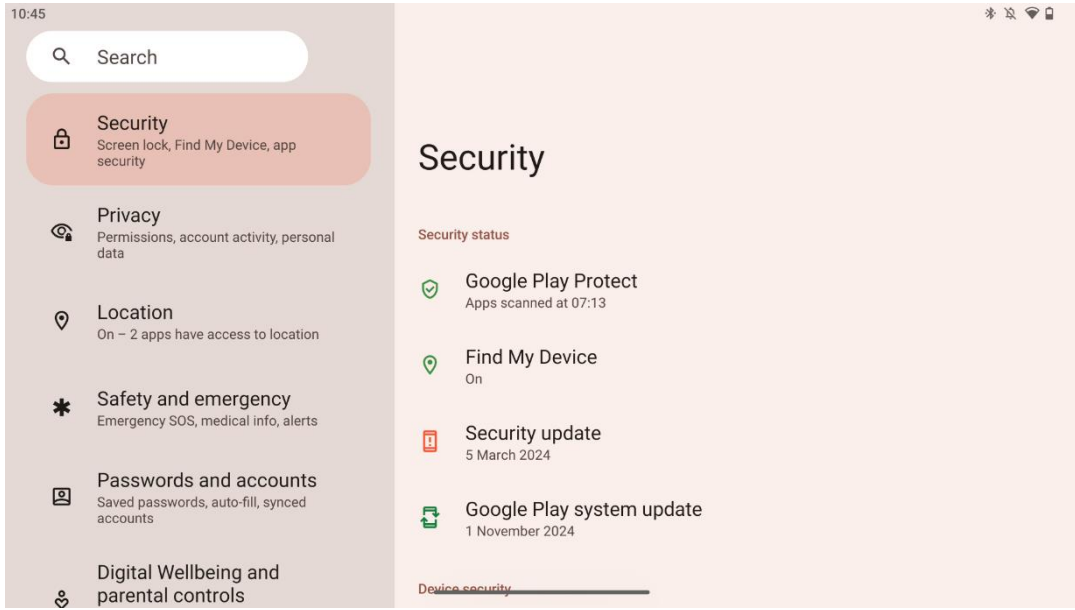 10:45
Search
Security
Screen lock, Find My Device, app
security
Privacy
Permissions, account activity, personal
data
Location
On – 2 apps have access to location
Safety and emergency
Emergency SOS, medical info, alerts
Passwords and accounts
Saved passwords, auto-fill, synced
accounts
Digital Wellbeing and
parental controls
Security
Security status
Google Play Protect
Apps scanned at 07:13
Find My Device
On
Security update
5 March 2024
Google Play system update
1 November 2024
Device security